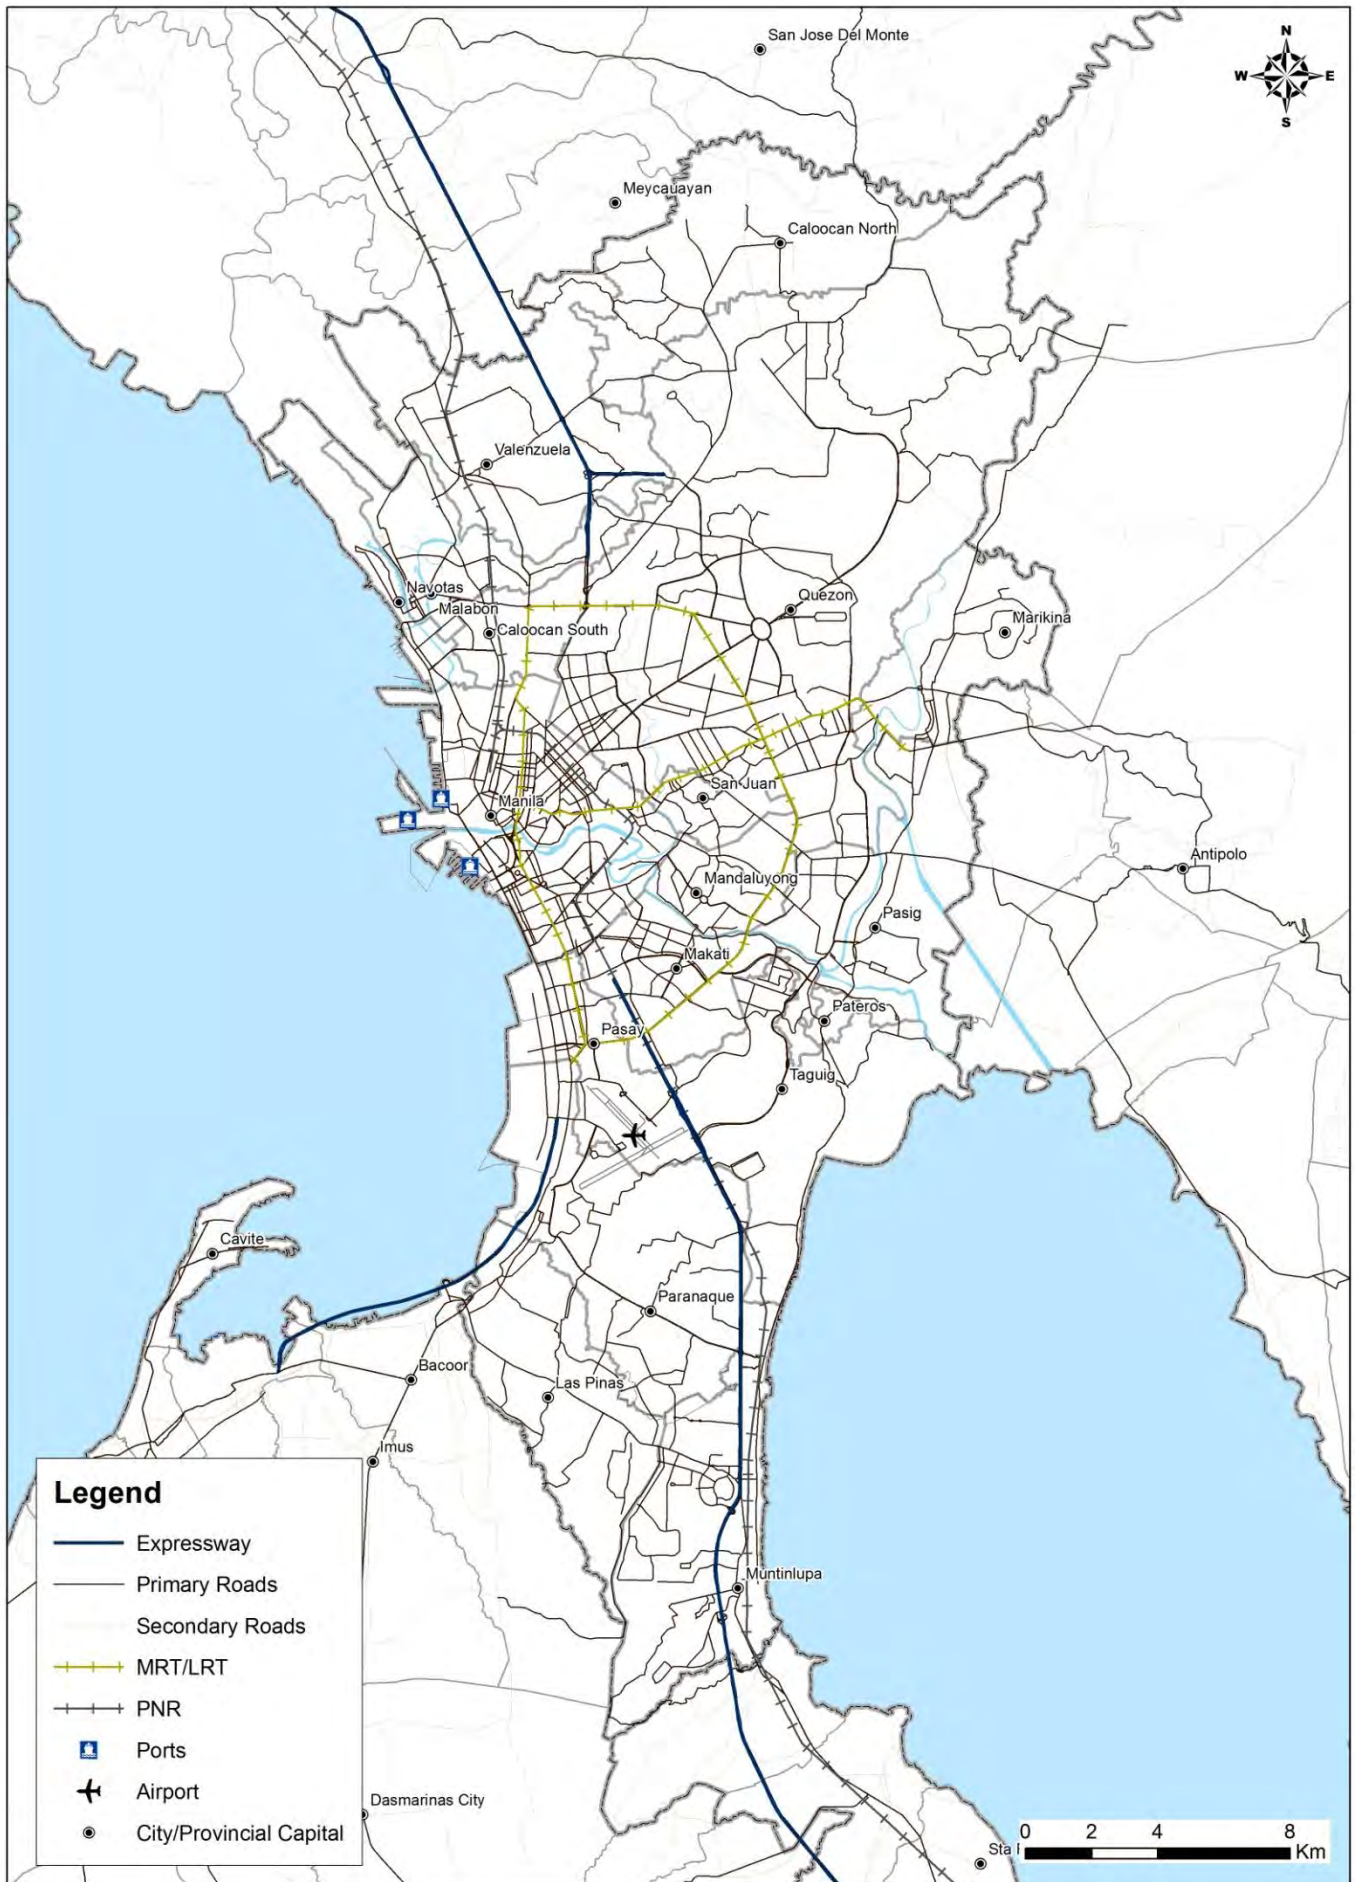 San Jose Del Monte
N
W E
S
Meycauayan
Caloocan North
Valenzuela
Navotas
Malabon
Quezon
Caloocan South
Marikina
San Juan
Manila
Antipolo
Mandaluyong
Pasig
Makati
Pateros
Pasay
Taguig
Cavite
Paranaque
Bacoor
Las Pinas
Imus
Legend
Expressway
Primary Roads
Secondary Roads
MRT/LRT
PNR
Ports
Airport
City/Provincial Capital
Muntinlupa
Dasmarinas City
0 2 4 8
Km
Sta